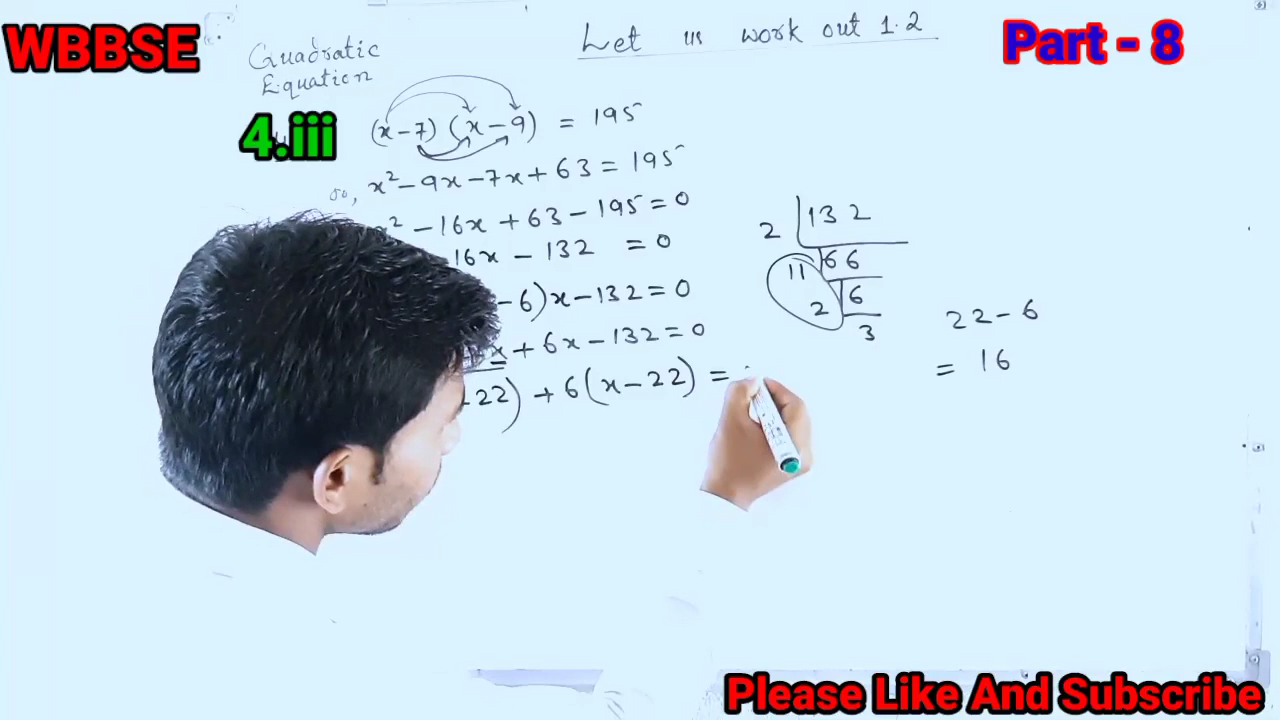 WBBSE
Quadratic
Equation
Let us work out 1.2
Part - 8
4.iii
(x-7) (x-9) = 195
so, x² - 9x - 7x + 63 = 195
x² - 16x + 63 - 195 = 0
16x - 132 = 0
- 6)x - 132 = 0
x + 6x - 132 = 0
22) + 6(x - 22) =
2 | 132
11 | 66
2 | 6
3
22 - 6
= 16
Please Like And Subscribe